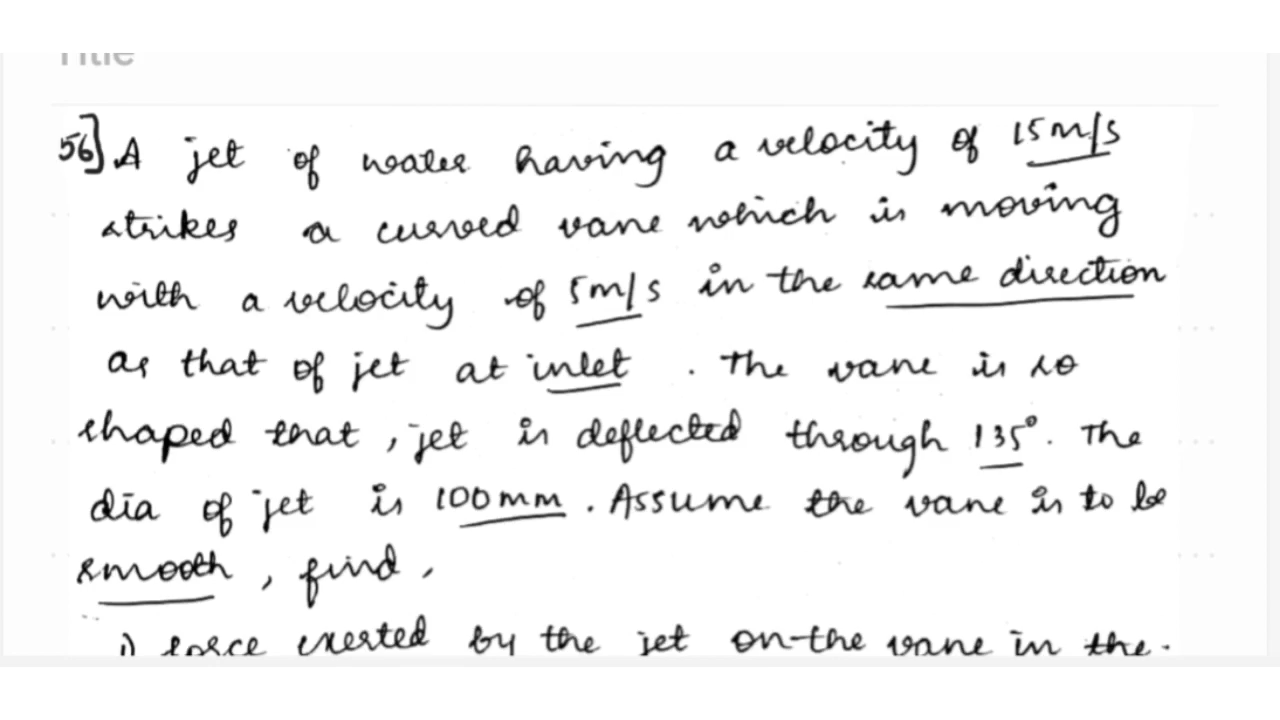 Title
56] A jet of water having a velocity of 15m/s
strikes a curved vane which is moving
with a velocity of 5m/s in the same direction
as that of jet at inlet. The vane is so
shaped that, jet is deflected through 135°. The
dia of jet is 100mm. Assume the vane is to be
smooth, find,
i) force exerted by the jet on the vane in the.